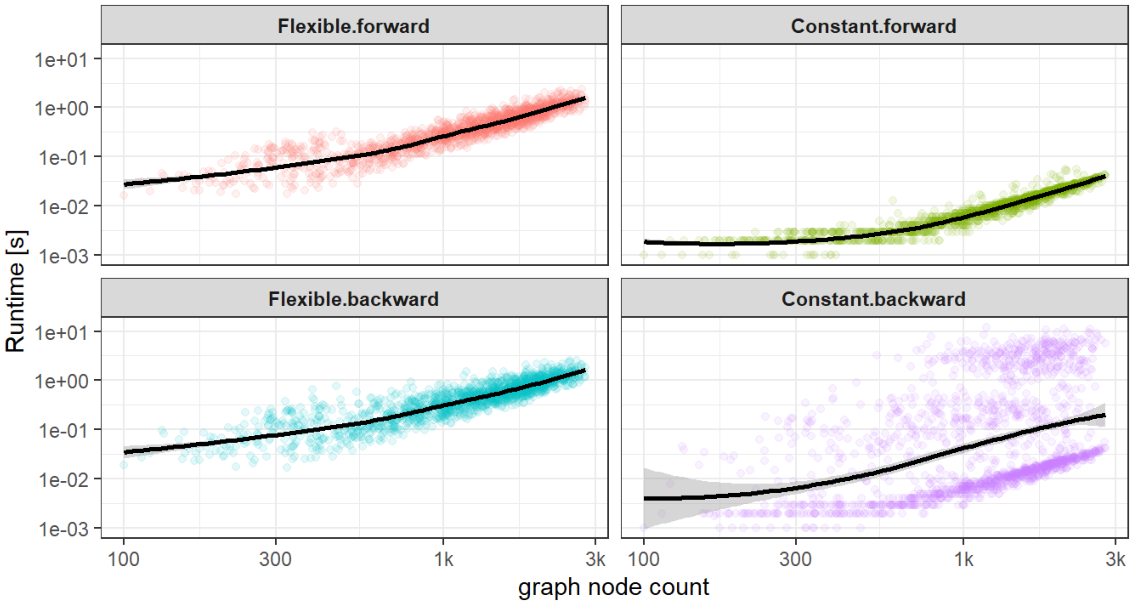 Flexible.forward
Constant.forward
1e+01
1e+00
1e-01
1e-02
1e-03
Flexible.backward
Constant.backward
1e+01
1e+00
1e-01
1e-02
1e-03
Runtime [s]
100
300
1k
3k
100
300
1k
3k
graph node count